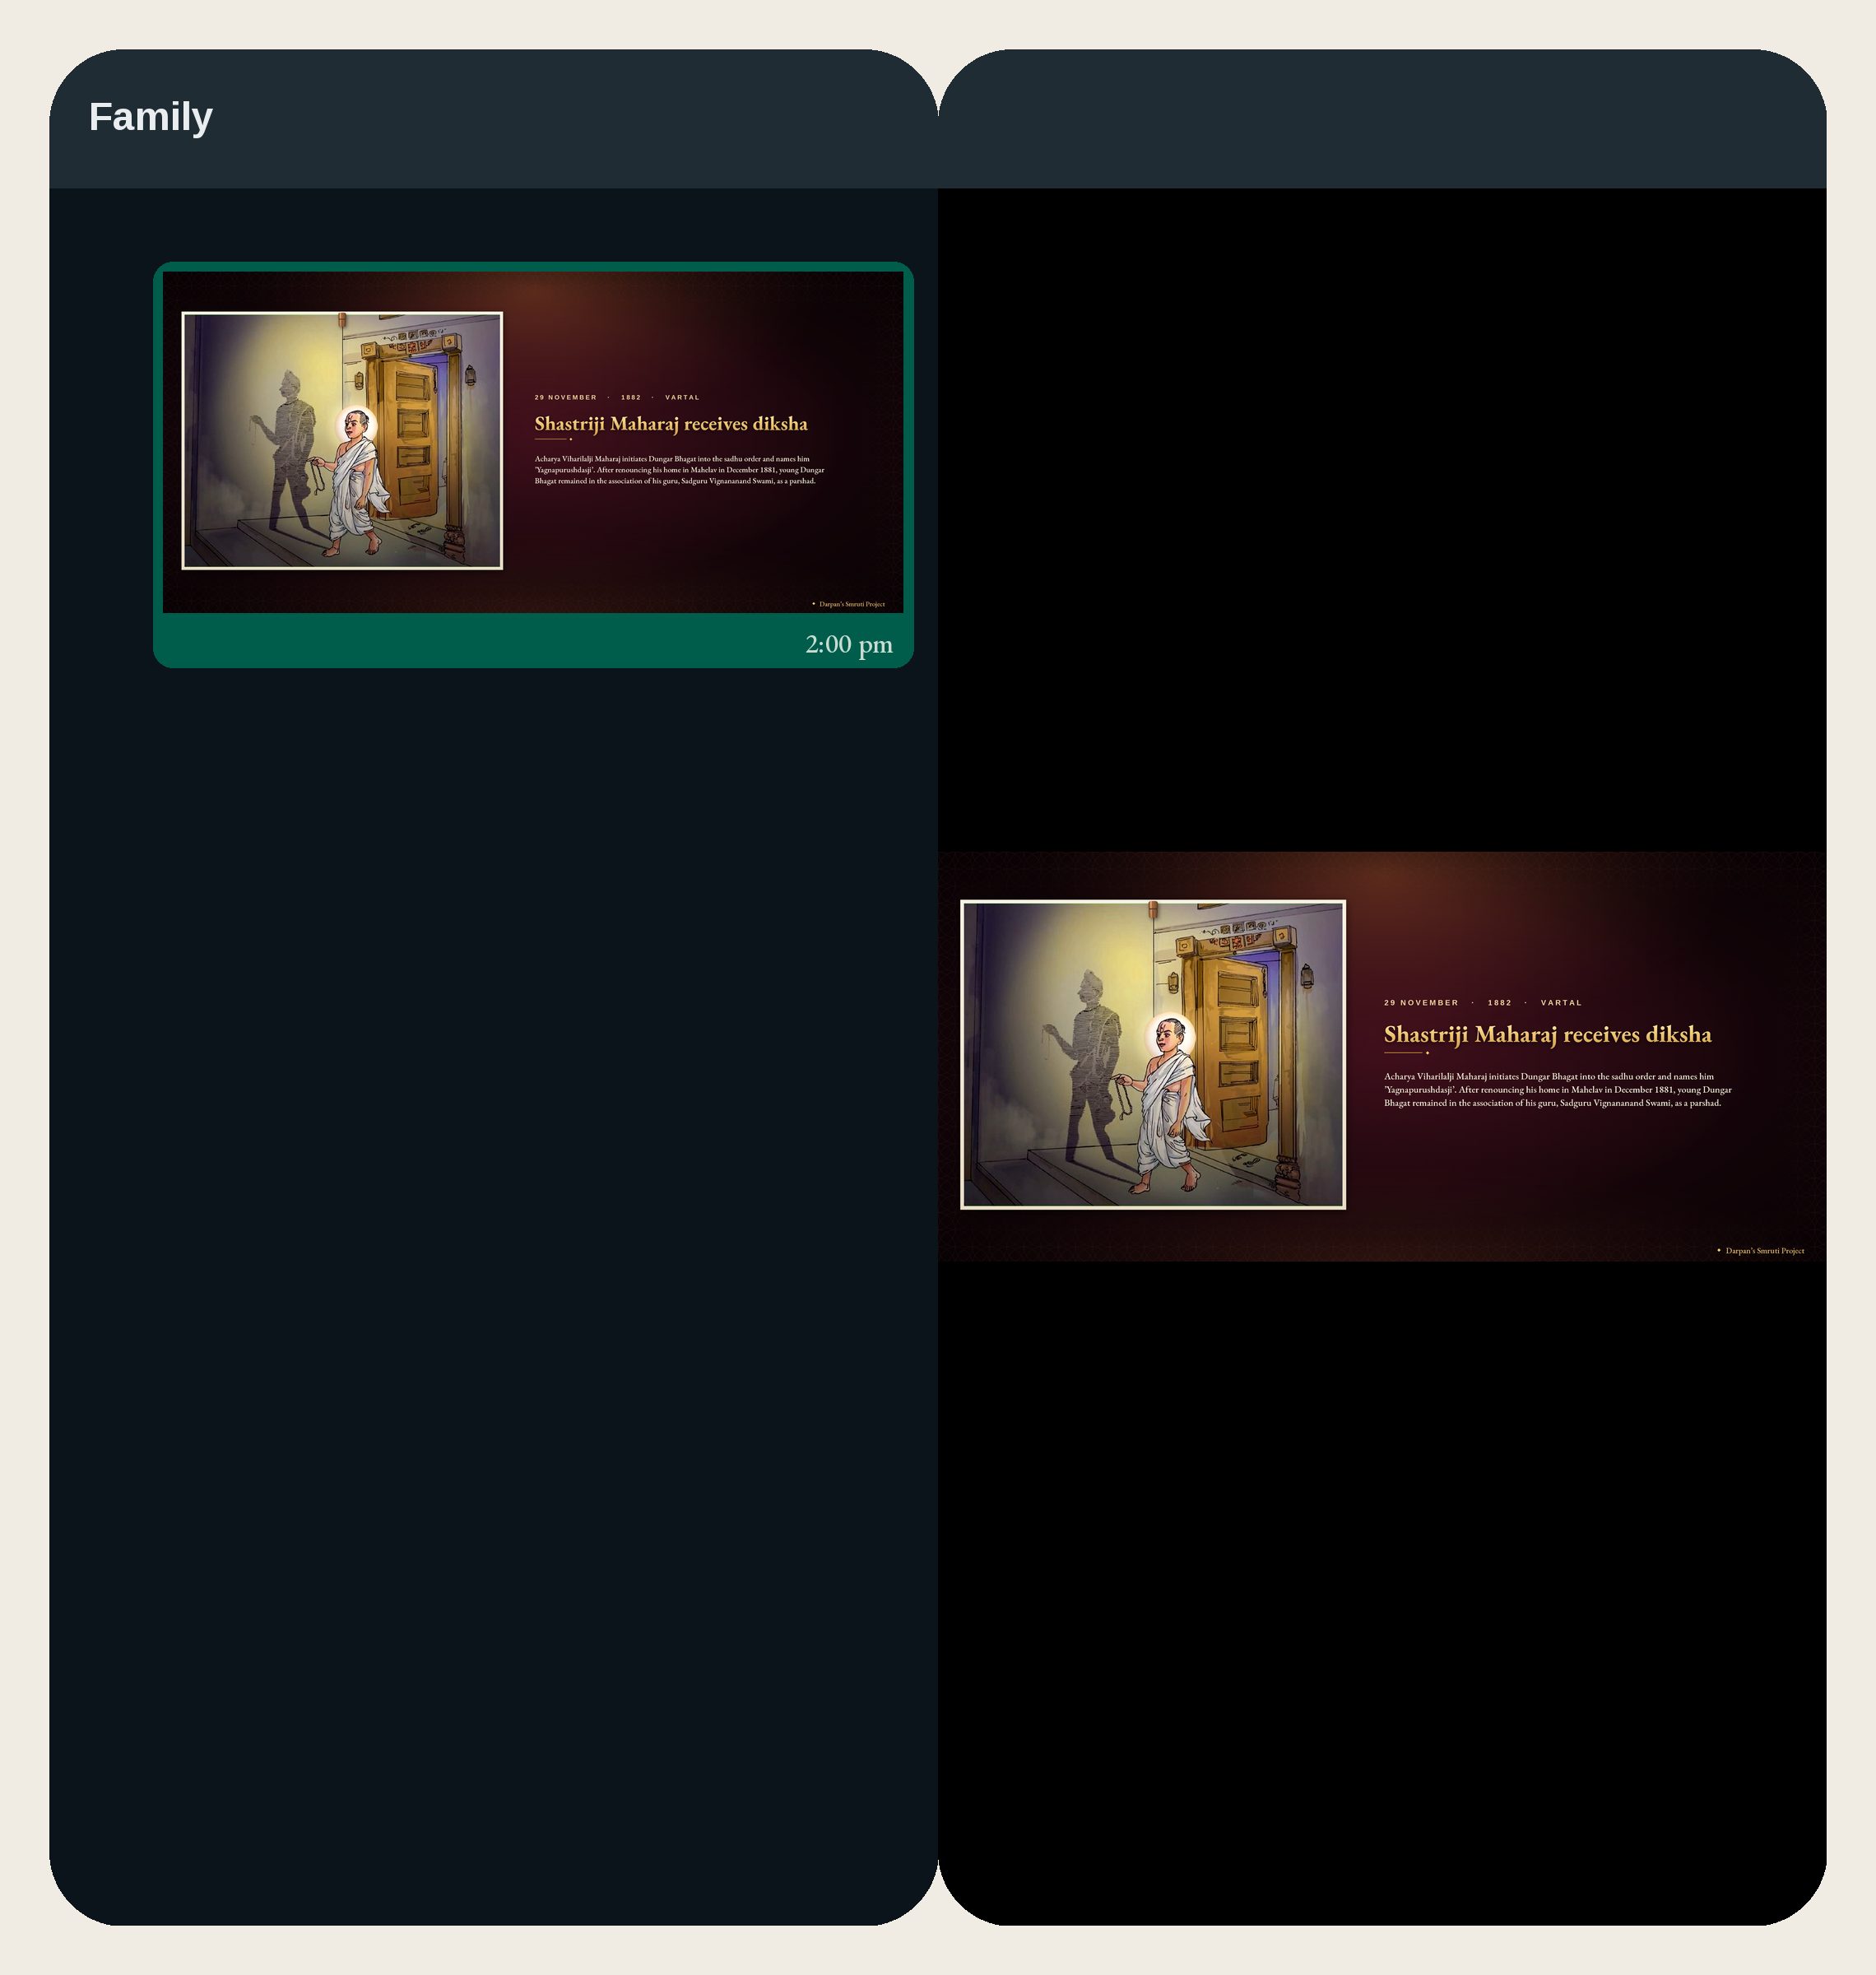 Family
29 NOVEMBER · 1882 · VARTAL
Shastriji Maharaj receives diksha
Acharya Viharilalji Maharaj initiates Dungar Bhagat into the sadhu order and names him
'Yagnapurushdasji'. After renouncing his home in Mahelav in December 1881, young Dungar
Bhagat remained in the association of his guru, Sadguru Vignananand Swami, as a parshad.
Darpan's Smruti Project
2:00 pm
29 NOVEMBER · 1882 · VARTAL
Shastriji Maharaj receives diksha
Acharya Viharilalji Maharaj initiates Dungar Bhagat into the sadhu order and names him
'Yagnapurushdasji'. After renouncing his home in Mahelav in December 1881, young Dungar
Bhagat remained in the association of his guru, Sadguru Vignananand Swami, as a parshad.
Darpan's Smruti Project